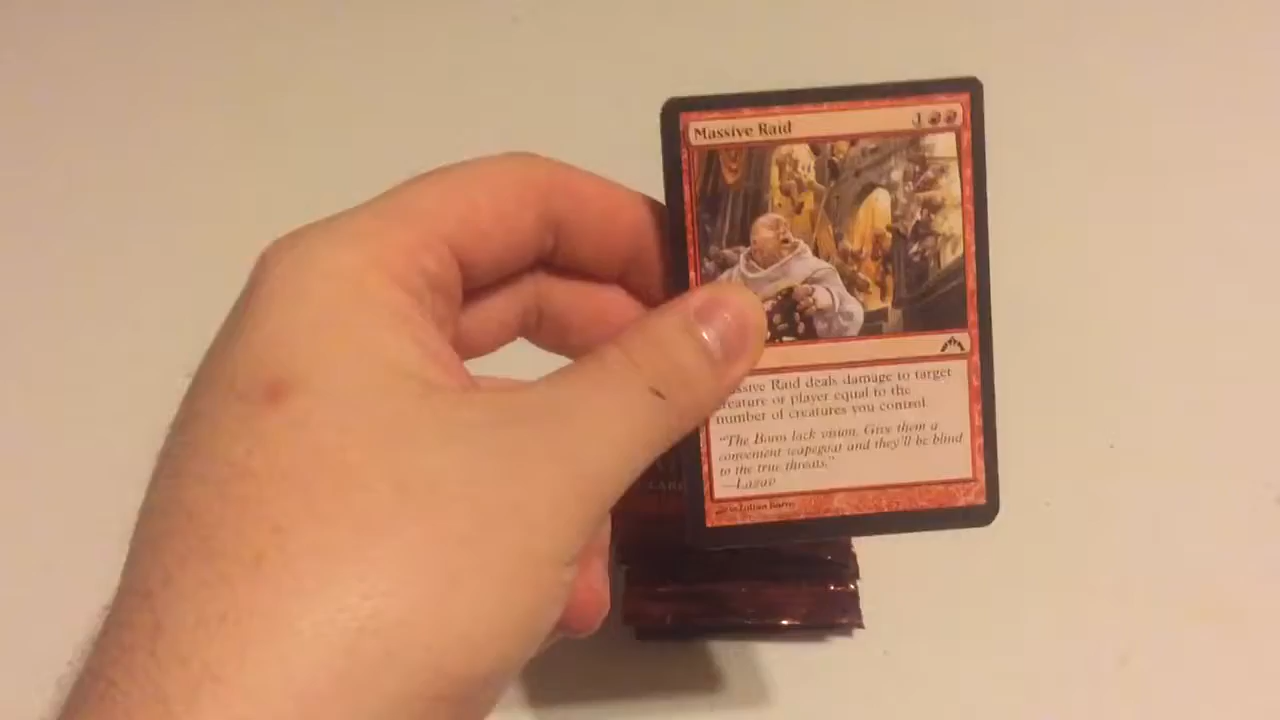 Massive Raid 1
assive Raid deals damage to target
creature or player equal to the
number of creatures you control.
"The Boros lack vision. Give them a
convenient scapegoat and they'll be blind
to the true threats."
—Lazav